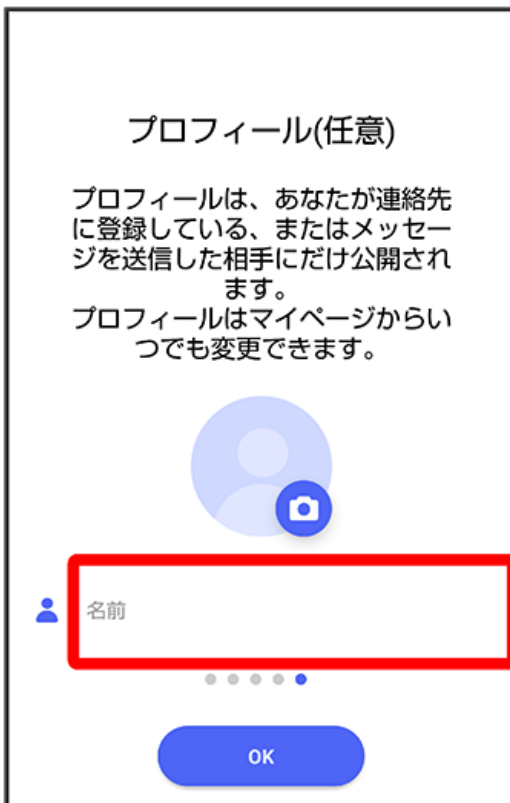 プロフィール(任意)
プロフィールは、あなたが連絡先
に登録している、またはメッセー
ジを送信した相手にだけ公開され
ます。
プロフィールはマイページからい
つでも変更できます。
名前
OK